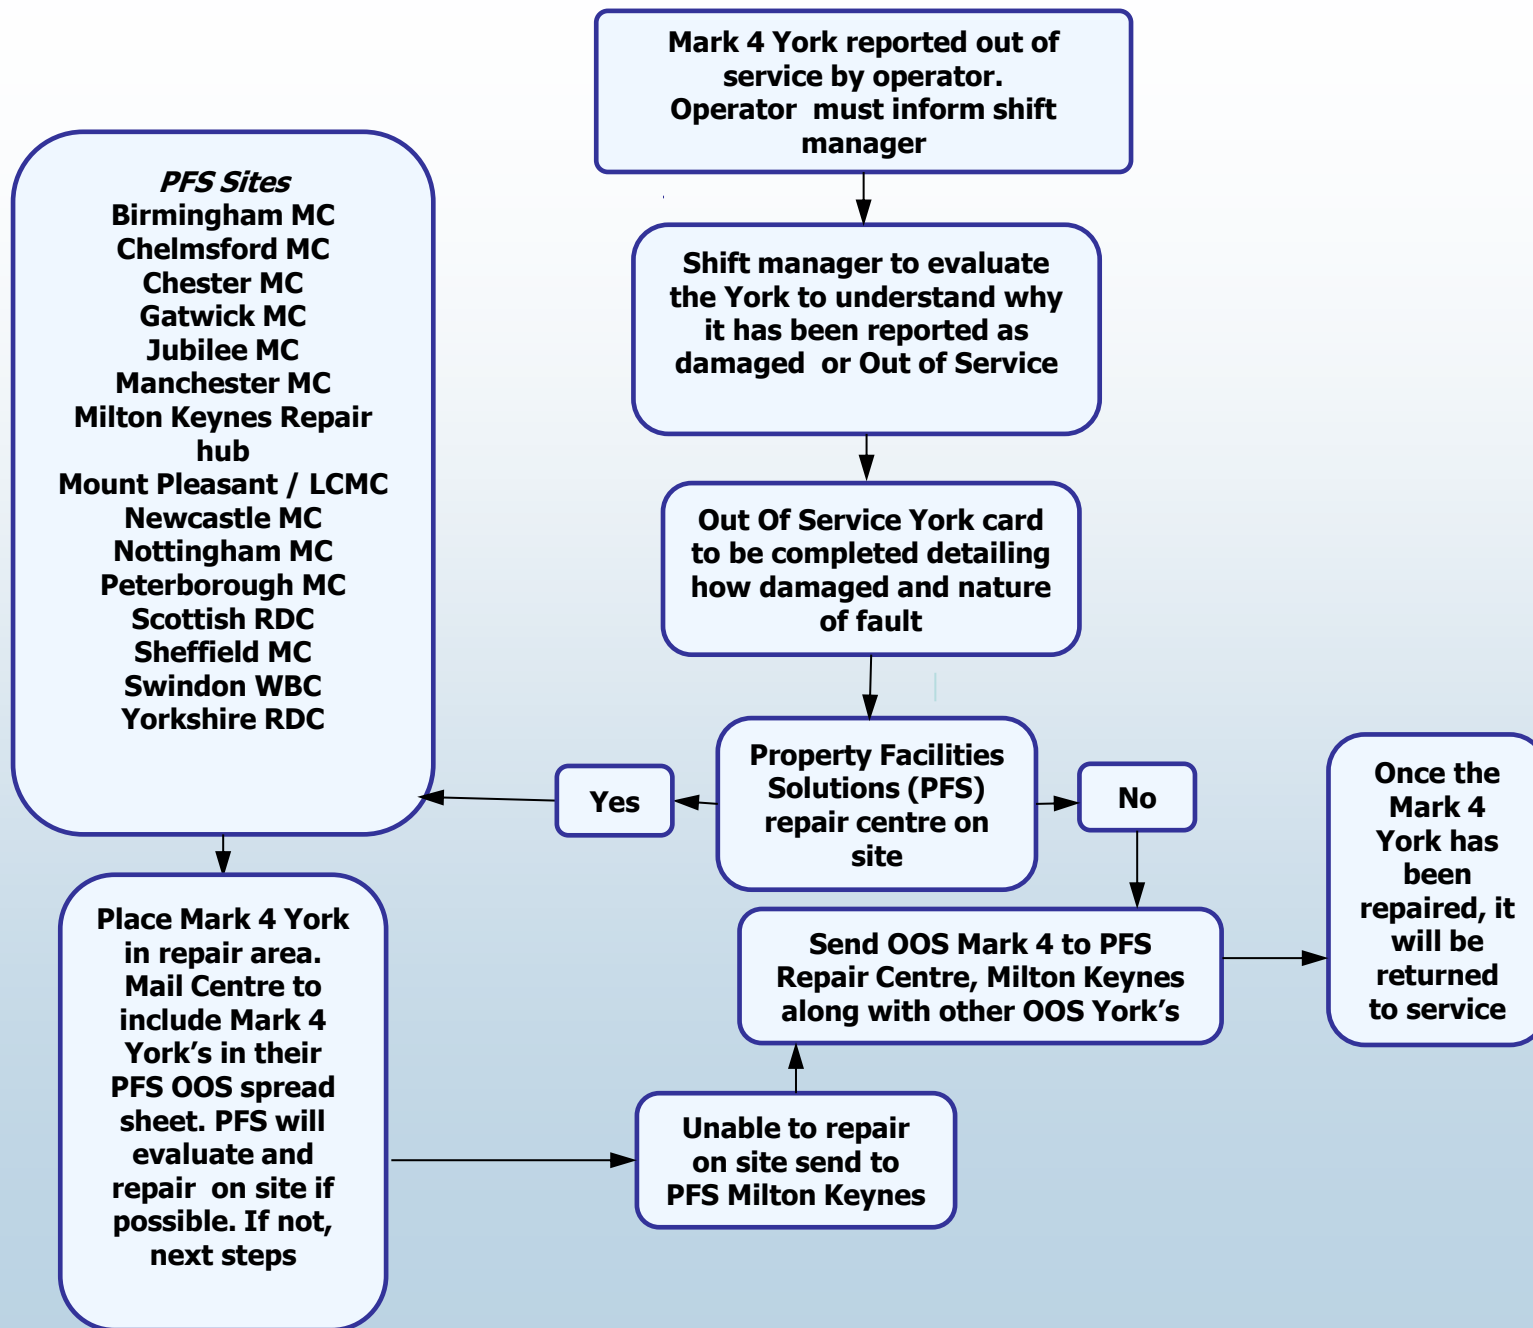 Mark 4 York reported out of
service by operator.
Operator  must inform shift
manager
PFS Sites
Birmingham MC
Chelmsford MC
Chester MC
Gatwick MC
Jubilee MC
Manchester MC
Milton Keynes Repair
hub
Mount Pleasant / LCMC
Newcastle MC
Nottingham MC
Peterborough MC
Scottish RDC
Sheffield MC
Swindon WBC
Yorkshire RDC
Shift manager to evaluate
the York to understand why
it has been reported as
damaged  or Out of Service
Out Of Service York card
to be completed detailing
how damaged and nature
of fault
Property Facilities
Solutions (PFS)
repair centre on
site
Yes
No
Place Mark 4 York
in repair area.
Mail Centre to
include Mark 4
York’s in their
PFS OOS spread
sheet. PFS will
evaluate and
repair  on site if
possible. If not,
next steps
Unable to repair
on site send to
PFS Milton Keynes
Send OOS Mark 4 to PFS
Repair Centre, Milton Keynes
along with other OOS York’s
Once the
Mark 4
York has
been
repaired, it
will be
returned
to service